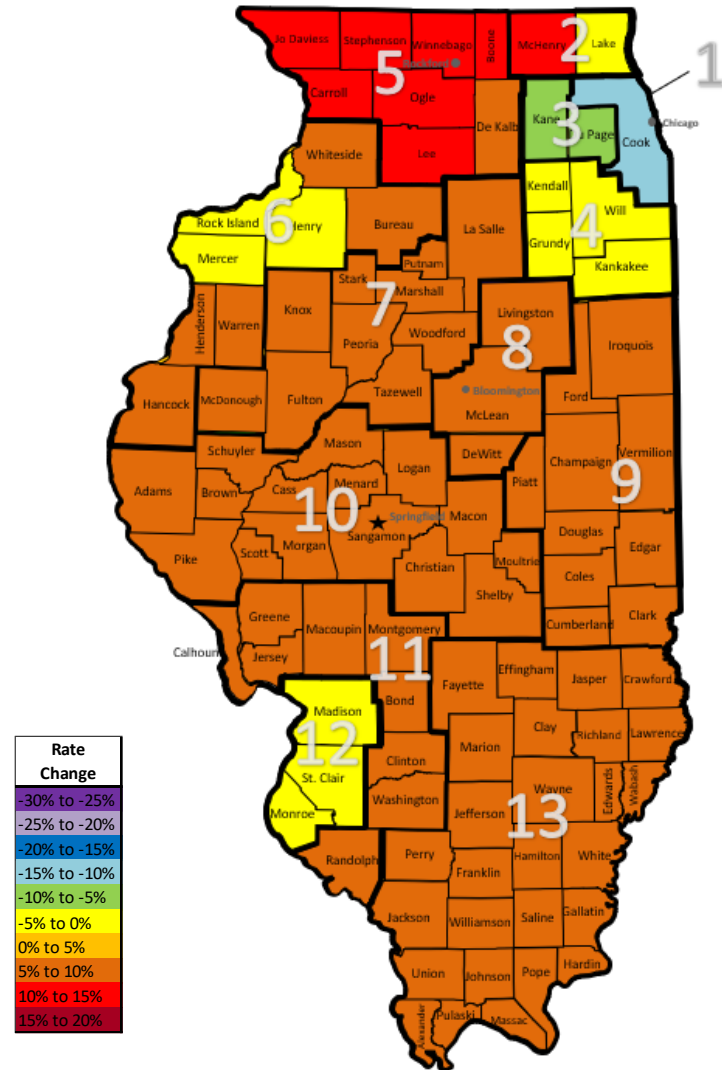 Jo Daviess
Stephenson
Winnebago
Boone
McHenry
2
Lake
1
5
Rockford
Carroll
Ogle
Kane
3
Du Page
Chicago
Cook
De Kalb
Lee
Whiteside
Kendall
Rock Island
6
Henry
Bureau
La Salle
4
Will
Grundy
Mercer
Putnam
Kankakee
Stark
7
Marshall
Henderson
Warren
Knox
Livingston
Peoria
Woodford
8
Iroquois
Hancock
McDonough
Fulton
Tazewell
Bloomington
McLean
Ford
Schuyler
Mason
Logan
DeWitt
Champaign
Vermilion
9
Adams
Brown
Cass
Menard
Piatt
10
Springfield
Macon
Sangamon
Pike
Scott
Morgan
Christian
Moultrie
Douglas
Edgar
Coles
Shelby
Greene
Macoupin
Montgomery
Cumberland
Clark
Calhoun
Jersey
11
Effingham
Jasper
Crawford
Fayette
Madison
Bond
12
Clay
Richland
Lawrence
Marion
Clinton
St. Clair
Wayne
Edwards
Wabash
Washington
Monroe
Jefferson
13
Randolph
Perry
Hamilton
White
Franklin
Jackson
Williamson
Saline
Gallatin
Union
Johnson
Pope
Hardin
Alexander
Pulaski
Massac
Rate
Change
-30% to -25%
-25% to -20%
-20% to -15%
-15% to -10%
-10% to -5%
-5% to 0%
0% to 5%
5% to 10%
10% to 15%
15% to 20%